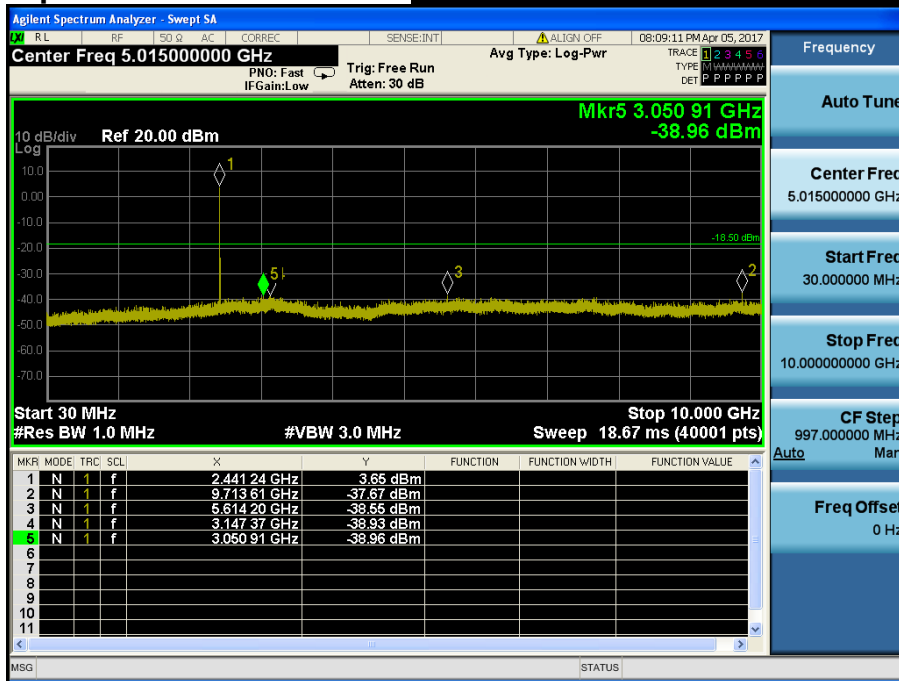 Agilent Spectrum Analyzer - Swept SA
LXI RL RF 50 Ω AC CORREC SENSE:INT ALIGN OFF 08:09:11 PM Apr 05, 2017
Center Freq 5.015000000 GHz
PNO: Fast
IFGain:Low
Trig: Free Run
Atten: 30 dB
Avg Type: Log-Pwr
TRACE 1 2 3 4 5 6
TYPE M WWWWW
DET P P P P P P
Mkr5 3.050 91 GHz
-38.96 dBm
10 dB/div Ref 20.00 dBm
Log
10.0
0.00
-10.0
-20.0
-30.0
-40.0
-50.0
-60.0
-70.0
1
-18.50 dBm
5
3
2
Start 30 MHz Stop 10.000 GHz
#Res BW 1.0 MHz #VBW 3.0 MHz Sweep 18.67 ms (40001 pts)
MKR MODE TRC SCL X Y FUNCTION FUNCTION WIDTH FUNCTION VALUE
1 N 1 f 2.441 24 GHz 3.65 dBm
2 N 1 f 9.713 61 GHz -37.67 dBm
3 N 1 f 5.614 20 GHz -38.55 dBm
4 N 1 f 3.147 37 GHz -38.93 dBm
5 N 1 f 3.050 91 GHz -38.96 dBm
6
7
8
9
10
11
MSG STATUS
Frequency
Auto Tune
Center Freq
5.015000000 GHz
Start Freq
30.000000 MHz
Stop Freq
10.000000000 GHz
CF Step
997.000000 MHz
Auto Man
Freq Offset
0 Hz